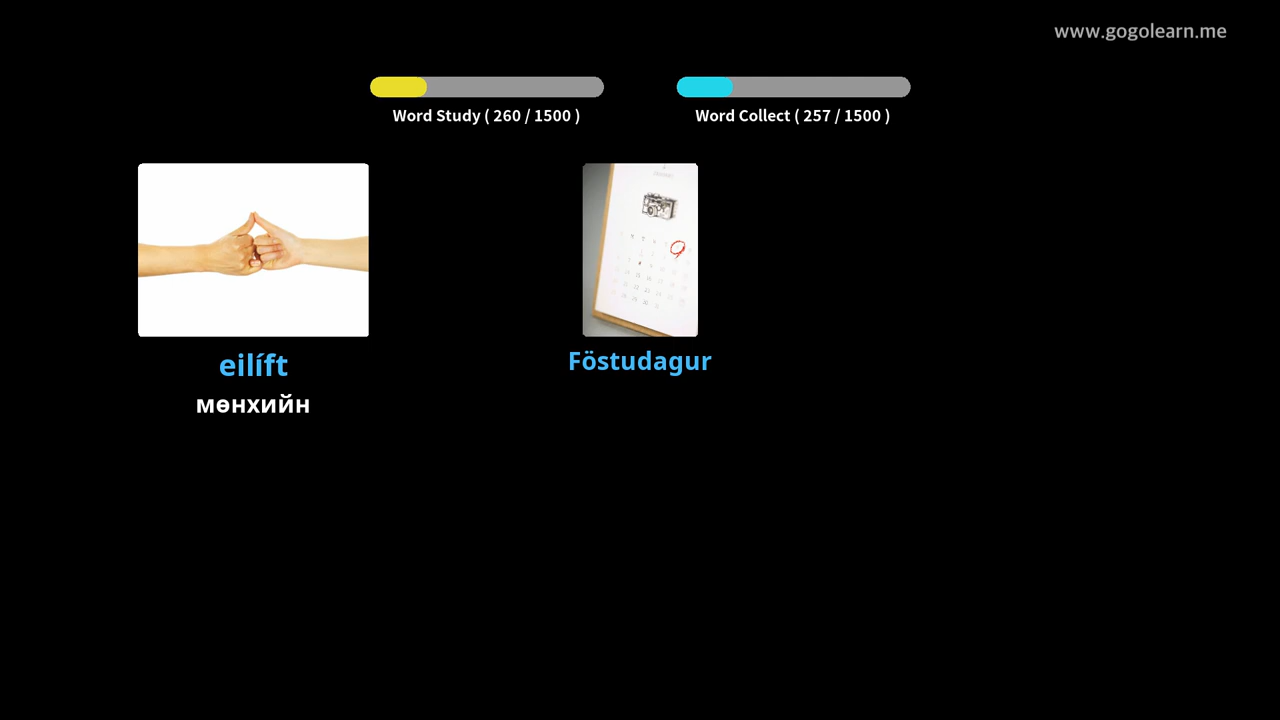 www.gogolearn.me
Word Study ( 260 / 1500 )
Word Collect ( 257 / 1500 )
eilíft
мөнхийн
Föstudagur